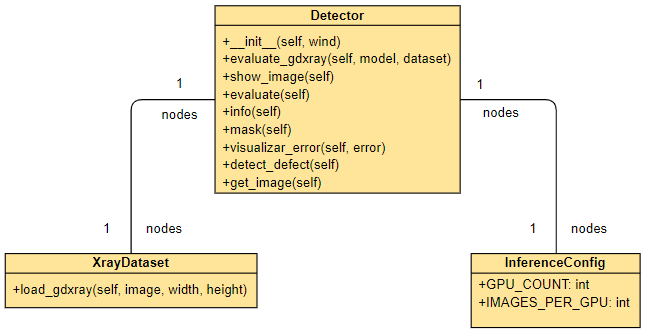 Detector
+__init__(self, wind)
+evaluate_gdxray(self, model, dataset)
+show_image(self)
+evaluate(self)
+info(self)
+mask(self)
+visualizar_error(self, error)
+detect_defect(self)
+get_image(self)
1
nodes
1
nodes
1
nodes
1
nodes
XrayDataset
+load_gdxray(self, image, width, height)
InferenceConfig
+GPU_COUNT: int
+IMAGES_PER_GPU: int